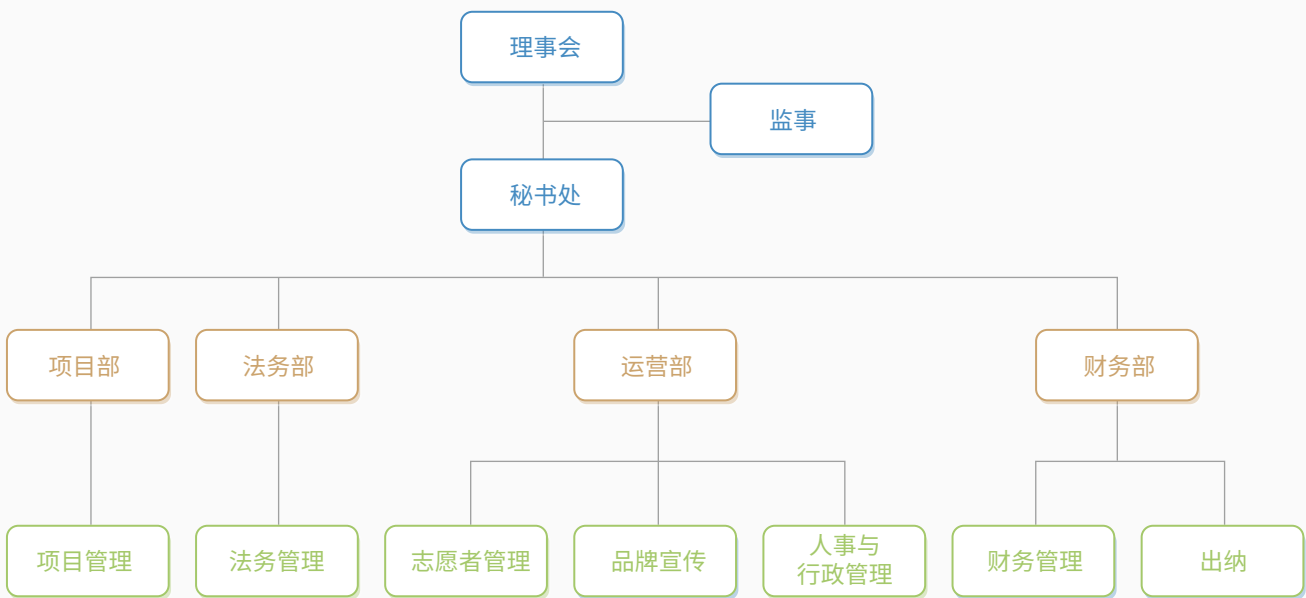 理事会
监事
秘书处
项目部
法务部
运营部
财务部
项目管理
法务管理
志愿者管理
品牌宣传
人事与
行政管理
财务管理
出纳